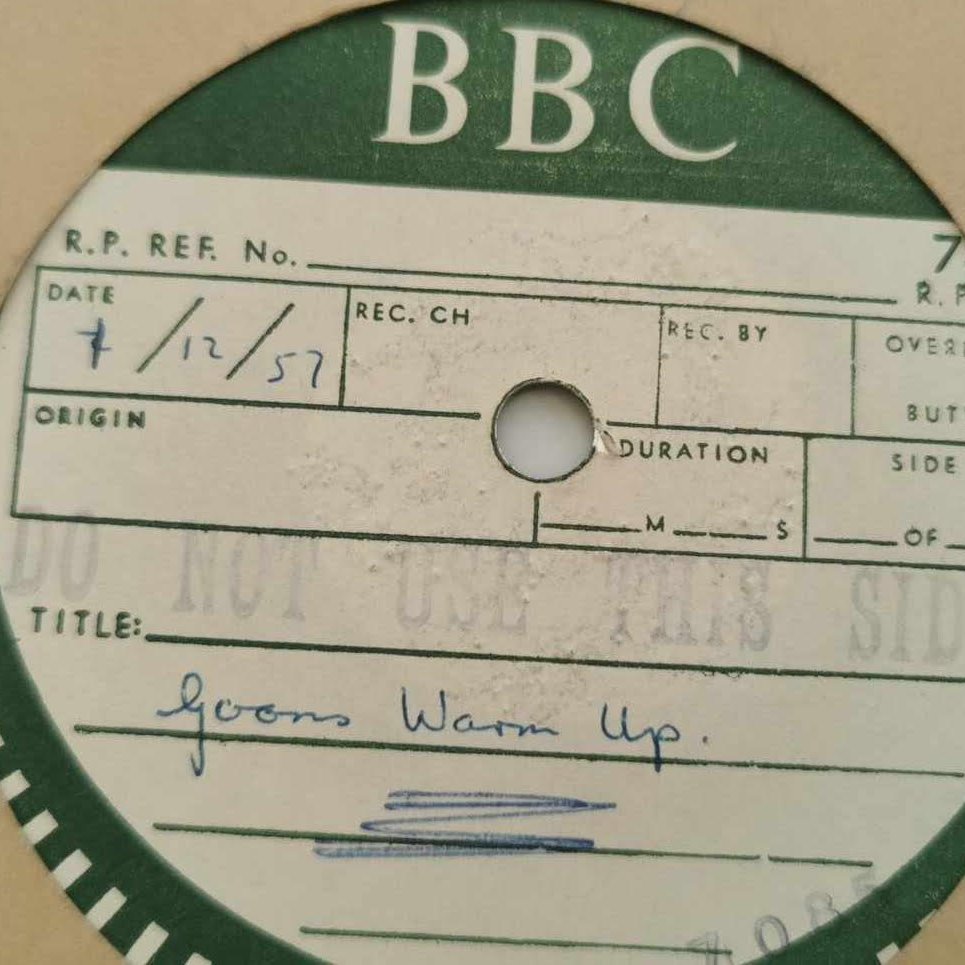 BBC
R.P. REF. No.
DATE REC. CH REC. BY
/12/57
ORIGIN
DURATION SIDE
M S OF
DO NOT USE THIS SID
TITLE:
Goons Warm Up.